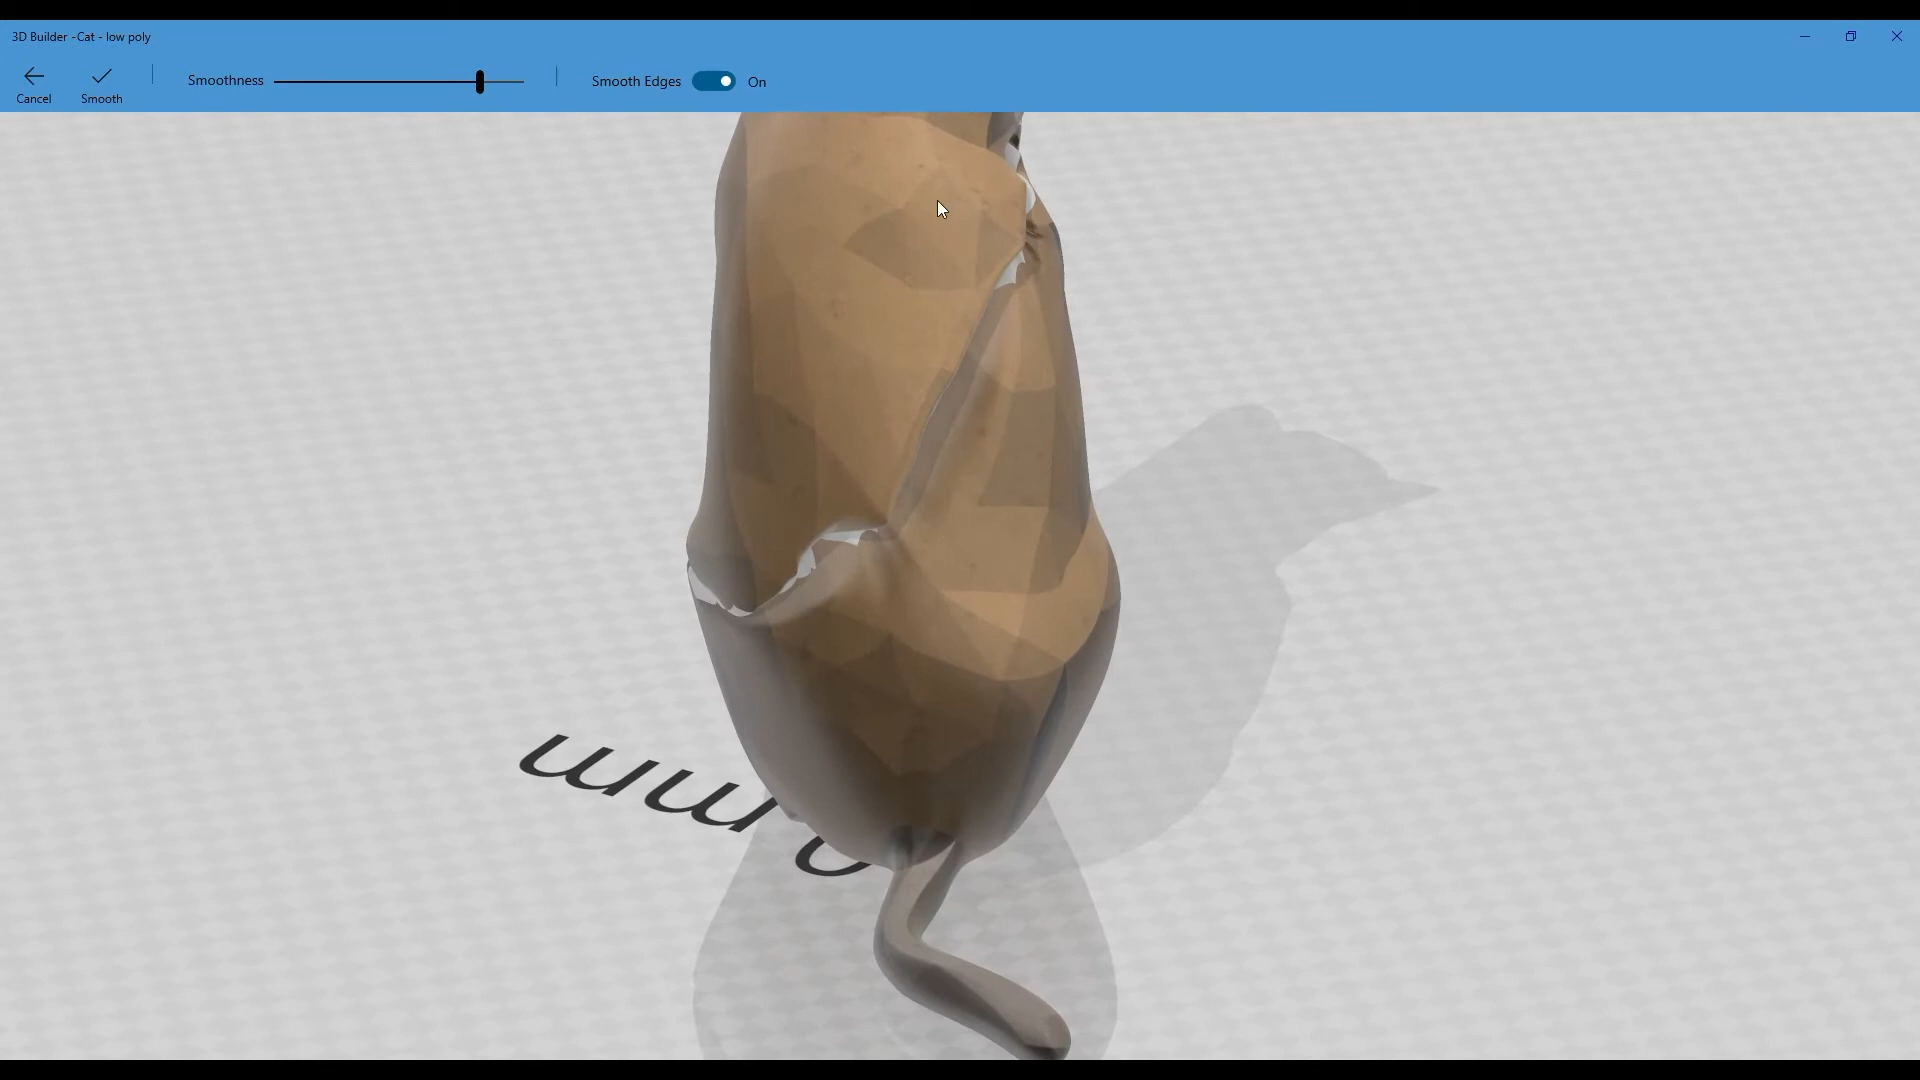 3D Builder -Cat - low poly
Smoothness
Smooth Edges
On
Cancel
Smooth
mm